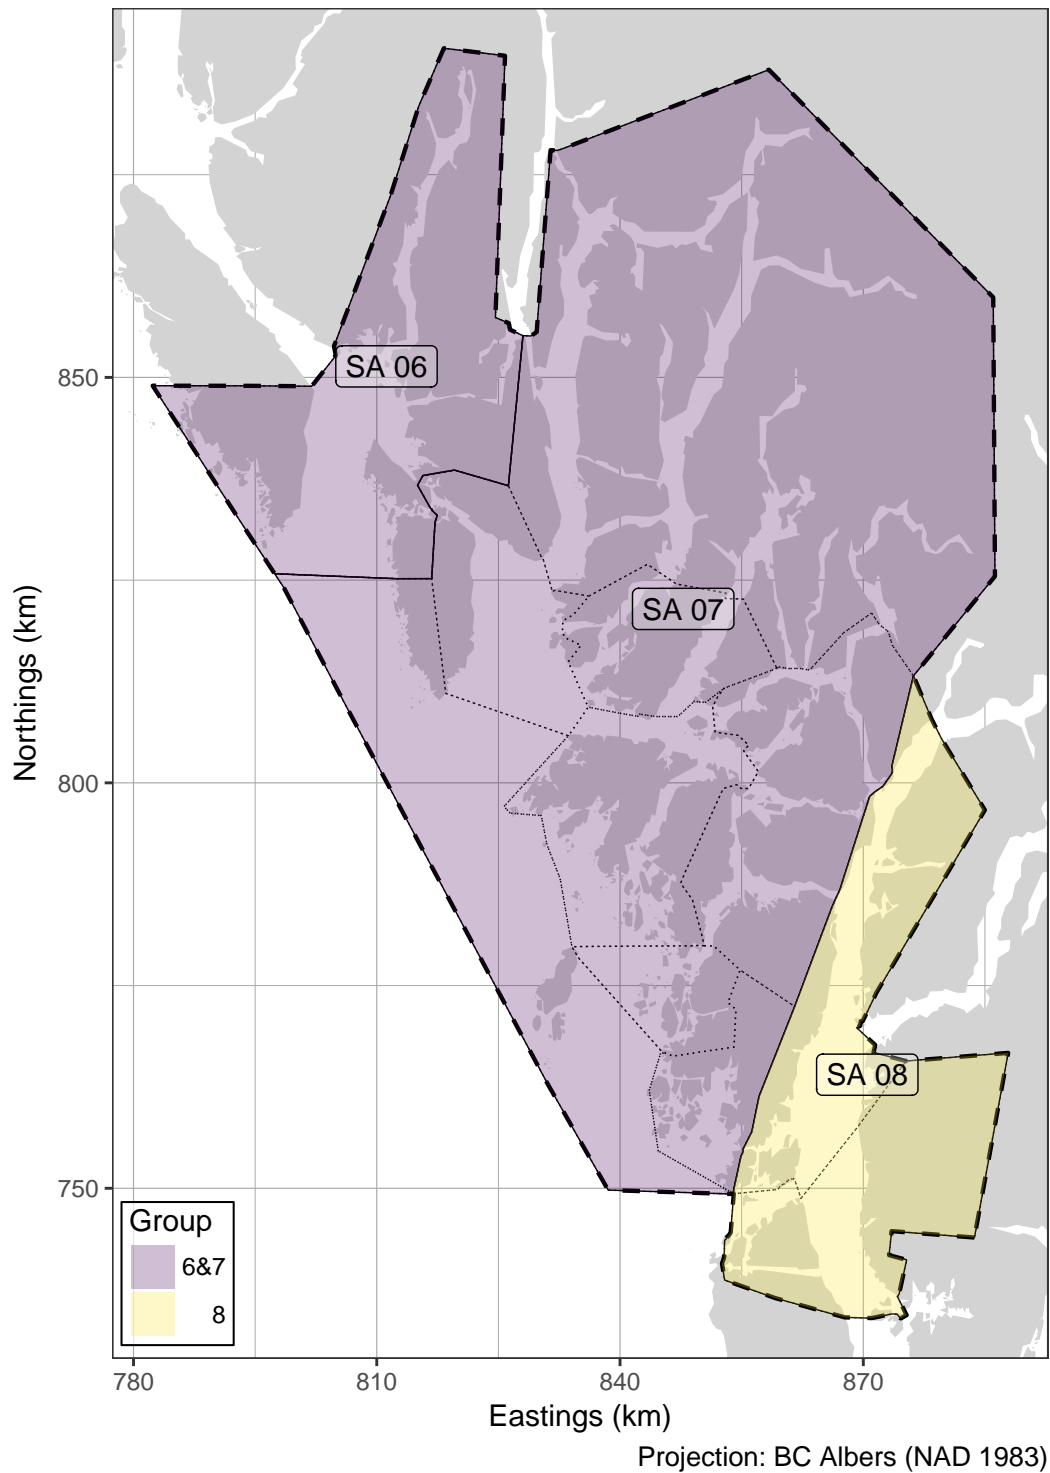 SA 06
850
SA 07
Northings (km)
800
SA 08
750
Group
6&7
8
780
810
840
870
Eastings (km)
Projection: BC Albers (NAD 1983)